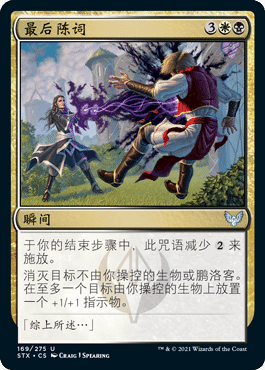 最后陈词 3
瞬间
于你的结束步骤中，此咒语减少 2 来
施放。
消灭目标不由你操控的生物或鹏洛客。
在至多一个目标由你操控的生物上放置
一个 +1/+1 指示物。
「综上所述…」
169/275 U
STX • CS CRAIG J SPEARING
™ & © 2021 Wizards of the Coast